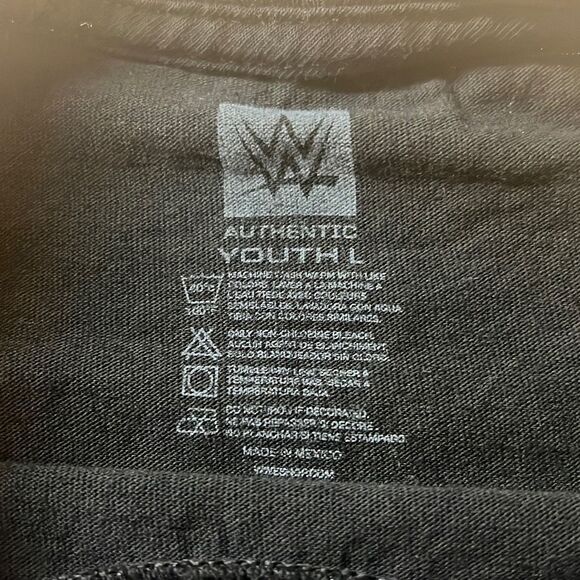 W
AUTHENTIC
YOUTH L
40°C
100°F
MACHINE WASH WARM WITH LIKE
COLORS. LAVER A LA MACHINE A
L'EAU TIEDE AVEC COULEURS
SEMBLABLES. LAVADORA CON AGUA
TIBIA CON COLORES SIMILARES.
ONLY NON-CHLORINE BLEACH.
AUCUN AGENT DE BLANCHIMENT.
SOLO BLANQUEADOR SIN CLORO.
TUMBLE DRY LOW. SECHER A
TEMPERATURE BAS. SECAR A
TEMPERATURA BAJA.
DO NOT IRON IF DECORATED.
NE PAS REPASSER SI DECORE
NO PLANCHAR SI TIENE ESTAMPADO.
MADE IN MEXICO
WWESHOP.COM